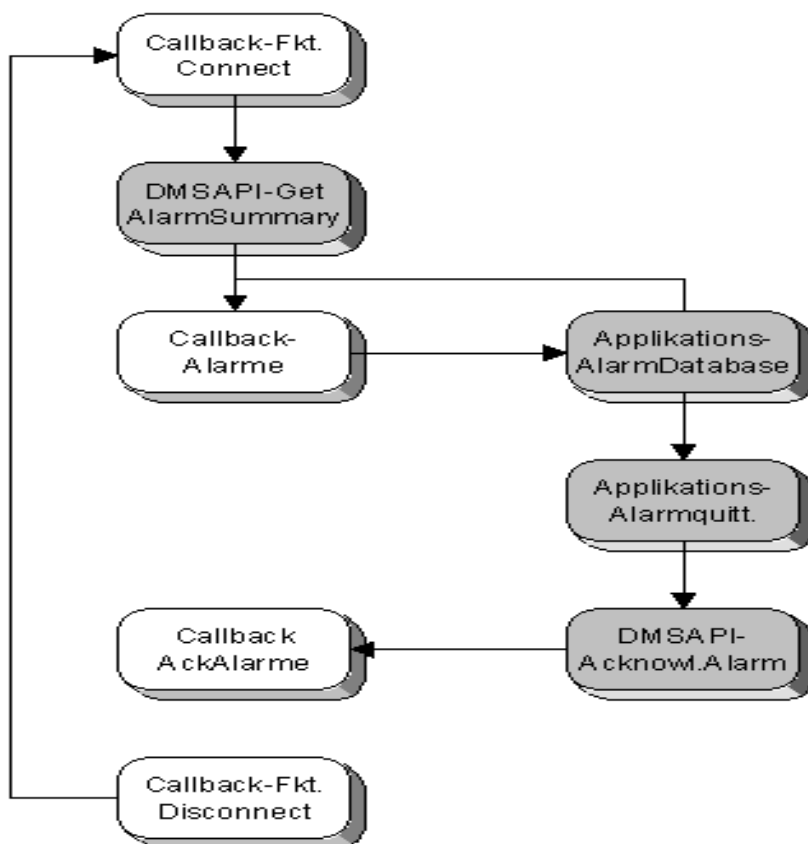 Callback-Fkt.
Connect
DMSAPI-Get
AlarmSummary
Callback-
Alarme
Applikations-
AlarmDatabase
Applikations-
Alarmquitt.
Callback
AckAlarme
DMSAPI-
Acknowl.Alarm
Callback-Fkt.
Disconnect